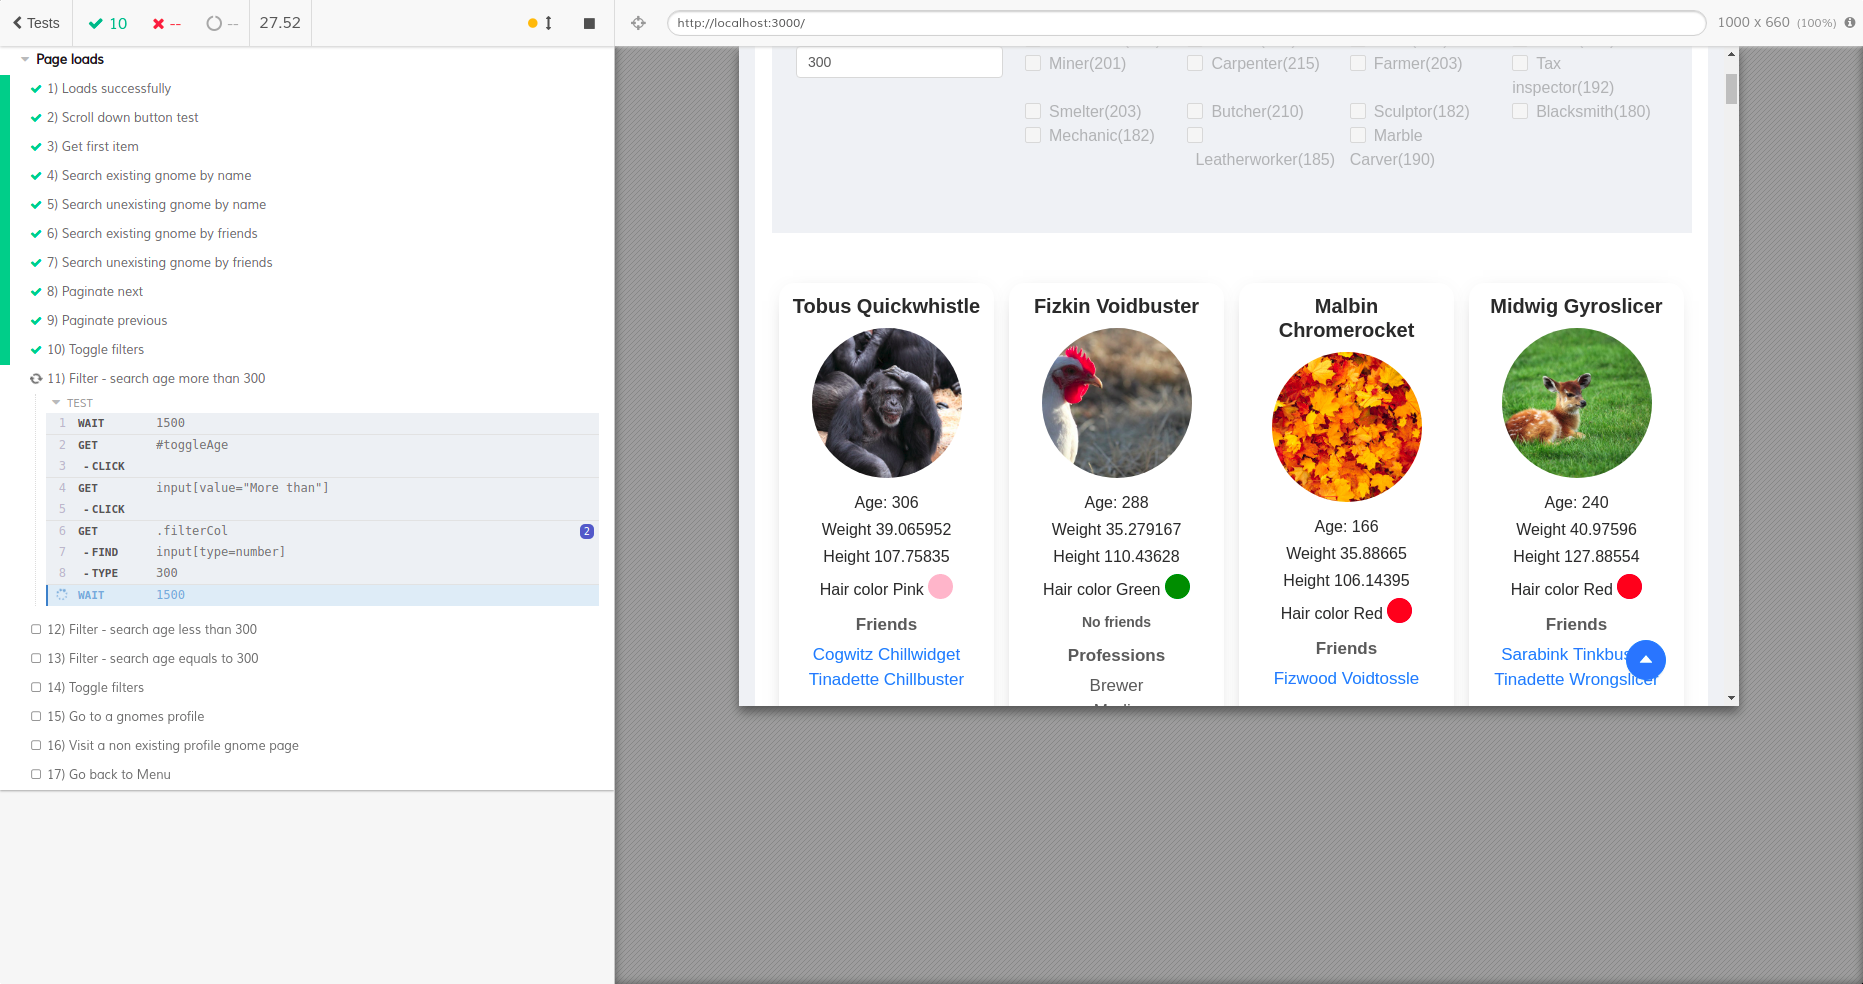 Tests
10
--
--
27.52
http://localhost:3000/
1000 x 660 (100%)
Page loads
1) Loads successfully
2) Scroll down button test
3) Get first item
4) Search existing gnome by name
5) Search unexisting gnome by name
6) Search existing gnome by friends
7) Search unexisting gnome by friends
8) Paginate next
9) Paginate previous
10) Toggle filters
11) Filter - search age more than 300
TEST
1 WAIT 1500
2 GET #toggleAge
3 - CLICK
4 GET input[value="More than"]
5 - CLICK
6 GET .filterCol 2
7 - FIND input[type=number]
8 - TYPE 300
WAIT 1500
12) Filter - search age less than 300
13) Filter - search age equals to 300
14) Toggle filters
15) Go to a gnomes profile
16) Visit a non existing profile gnome page
17) Go back to Menu
300
Miner(201) Carpenter(215) Farmer(203) Tax
inspector(192)
Smelter(203) Butcher(210) Sculptor(182) Blacksmith(180)
Mechanic(182) Marble
Leatherworker(185) Carver(190)
Tobus Quickwhistle
Age: 306
Weight 39.065952
Height 107.75835
Hair color Pink
Friends
Cogwitz Chillwidget
Tinadette Chillbuster
Fizkin Voidbuster
Age: 288
Weight 35.279167
Height 110.43628
Hair color Green
No friends
Professions
Brewer
Malbin
Chromerocket
Age: 166
Weight 35.88665
Height 106.14395
Hair color Red
Friends
Fizwood Voidtossle
Midwig Gyroslicer
Age: 240
Weight 40.97596
Height 127.88554
Hair color Red
Friends
Sarabink
Tinadette Wrongslicer